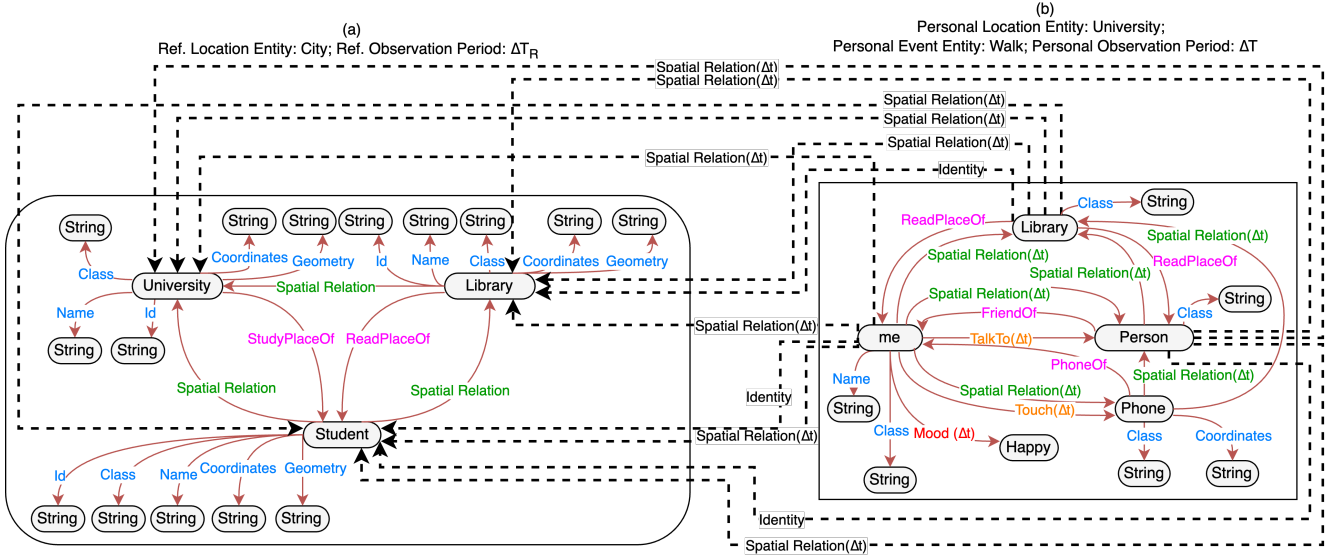 (a)
Ref. Location Entity: City; Ref. Observation Period: ΔT_R
(b)
Personal Location Entity: University;
Personal Event Entity: Walk; Personal Observation Period: ΔT
Spatial Relation(Δt)
Spatial Relation(Δt)
Spatial Relation(Δt)
Spatial Relation(Δt)
Spatial Relation(Δt)
Spatial Relation(Δt)
Identity
String
String
String
String
String
String
String
String
Class
Coordinates
Geometry
Id
Name
Class
Coordinates
Geometry
University
Spatial Relation
Library
Name
Id
String
String
StudyPlaceOf
ReadPlaceOf
Spatial Relation
Spatial Relation
Student
Id
Class
Name
Coordinates
Geometry
String
String
String
String
String
Spatial Relation(Δt)
Identity
Spatial Relation(Δt)
Identity
Spatial Relation(Δt)
Class
String
ReadPlaceOf
Library
Spatial Relation(Δt)
Spatial Relation(Δt)
ReadPlaceOf
Spatial Relation(Δt)
Spatial Relation(Δt)
String
Class
FriendOf
me
TalkTo(Δt)
Person
PhoneOf
Name
Spatial Relation(Δt)
Spatial Relation(Δt)
String
Touch(Δt)
Phone
Class
Mood (Δt)
Happy
Class
Coordinates
String
String
String